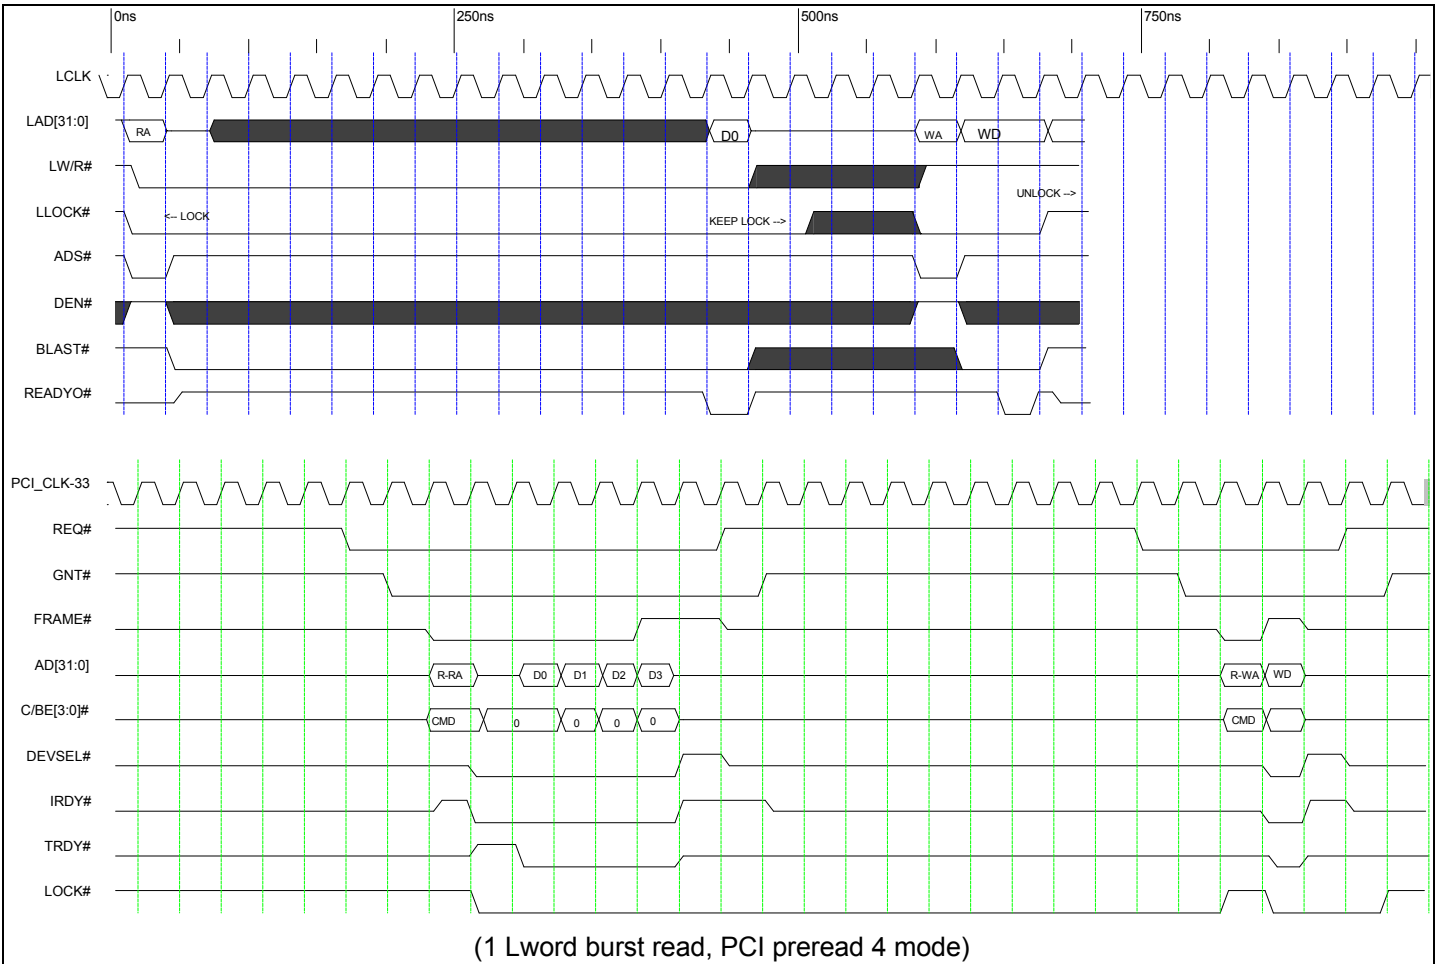 0ns 250ns 500ns 750ns
LCLK
LAD[31:0] RA D0 WA WD
LW/R#
UNLOCK -->
LLOCK# <-- LOCK KEEP LOCK -->
ADS#
DEN#
BLAST#
READYO#
PCI_CLK-33
REQ#
GNT#
FRAME#
AD[31:0] R-RA D0 D1 D2 D3 R-WA WD
C/BE[3:0]# CMD 0 0 0 0 CMD
DEVSEL#
IRDY#
TRDY#
LOCK#
(1 Lword burst read, PCI preread 4 mode)